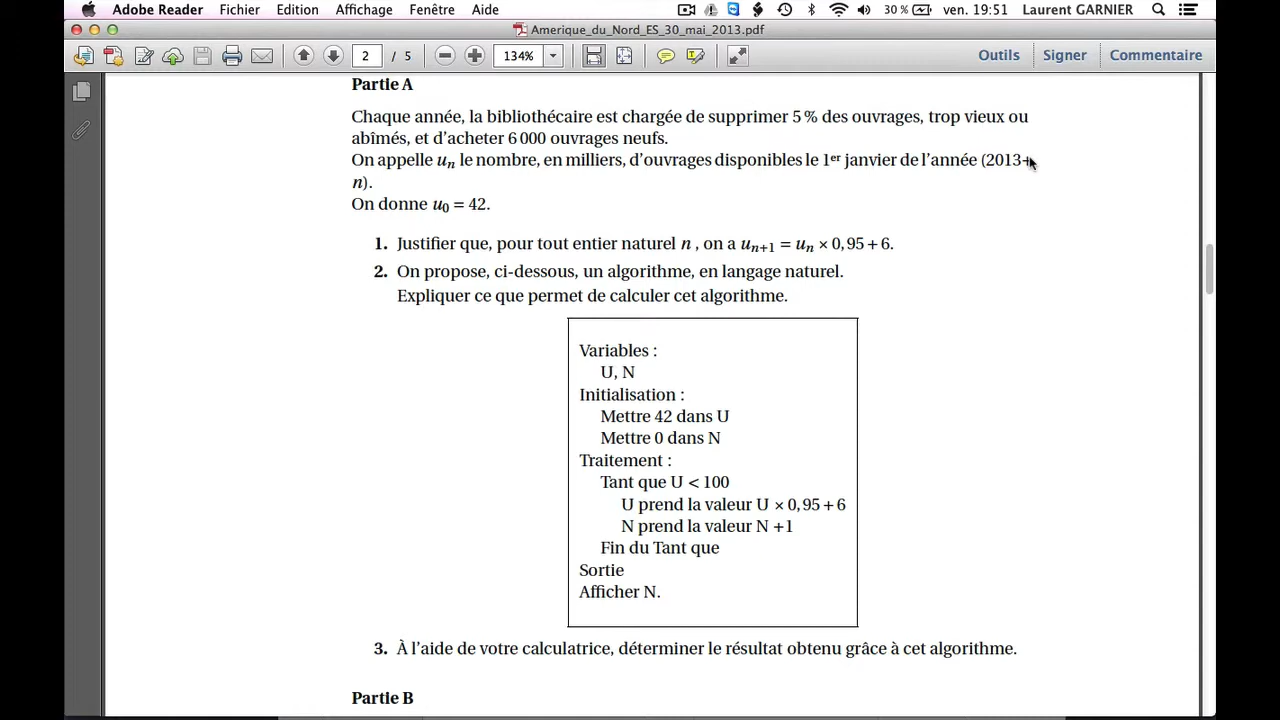 Adobe Reader Fichier Edition Affichage Fenêtre Aide 30 % ven. 19:51 Laurent GARNIER
Amerique_du_Nord_ES_30_mai_2013.pdf
2 / 5 134% Outils Signer Commentaire
Partie A
Chaque année, la bibliothécaire est chargée de supprimer 5 % des ouvrages, trop vieux ou
abîmés, et d'acheter 6 000 ouvrages neufs.
On appelle uₙ le nombre, en milliers, d'ouvrages disponibles le 1er janvier de l'année (2013+
n).
On donne u₀ = 42.
1. Justifier que, pour tout entier naturel n , on a uₙ₊₁ = uₙ × 0, 95 + 6.
2. On propose, ci-dessous, un algorithme, en langage naturel.
Expliquer ce que permet de calculer cet algorithme.
Variables :
U, N
Initialisation :
Mettre 42 dans U
Mettre 0 dans N
Traitement :
Tant que U < 100
U prend la valeur U × 0, 95 + 6
N prend la valeur N +1
Fin du Tant que
Sortie
Afficher N.
3. À l'aide de votre calculatrice, déterminer le résultat obtenu grâce à cet algorithme.
Partie B